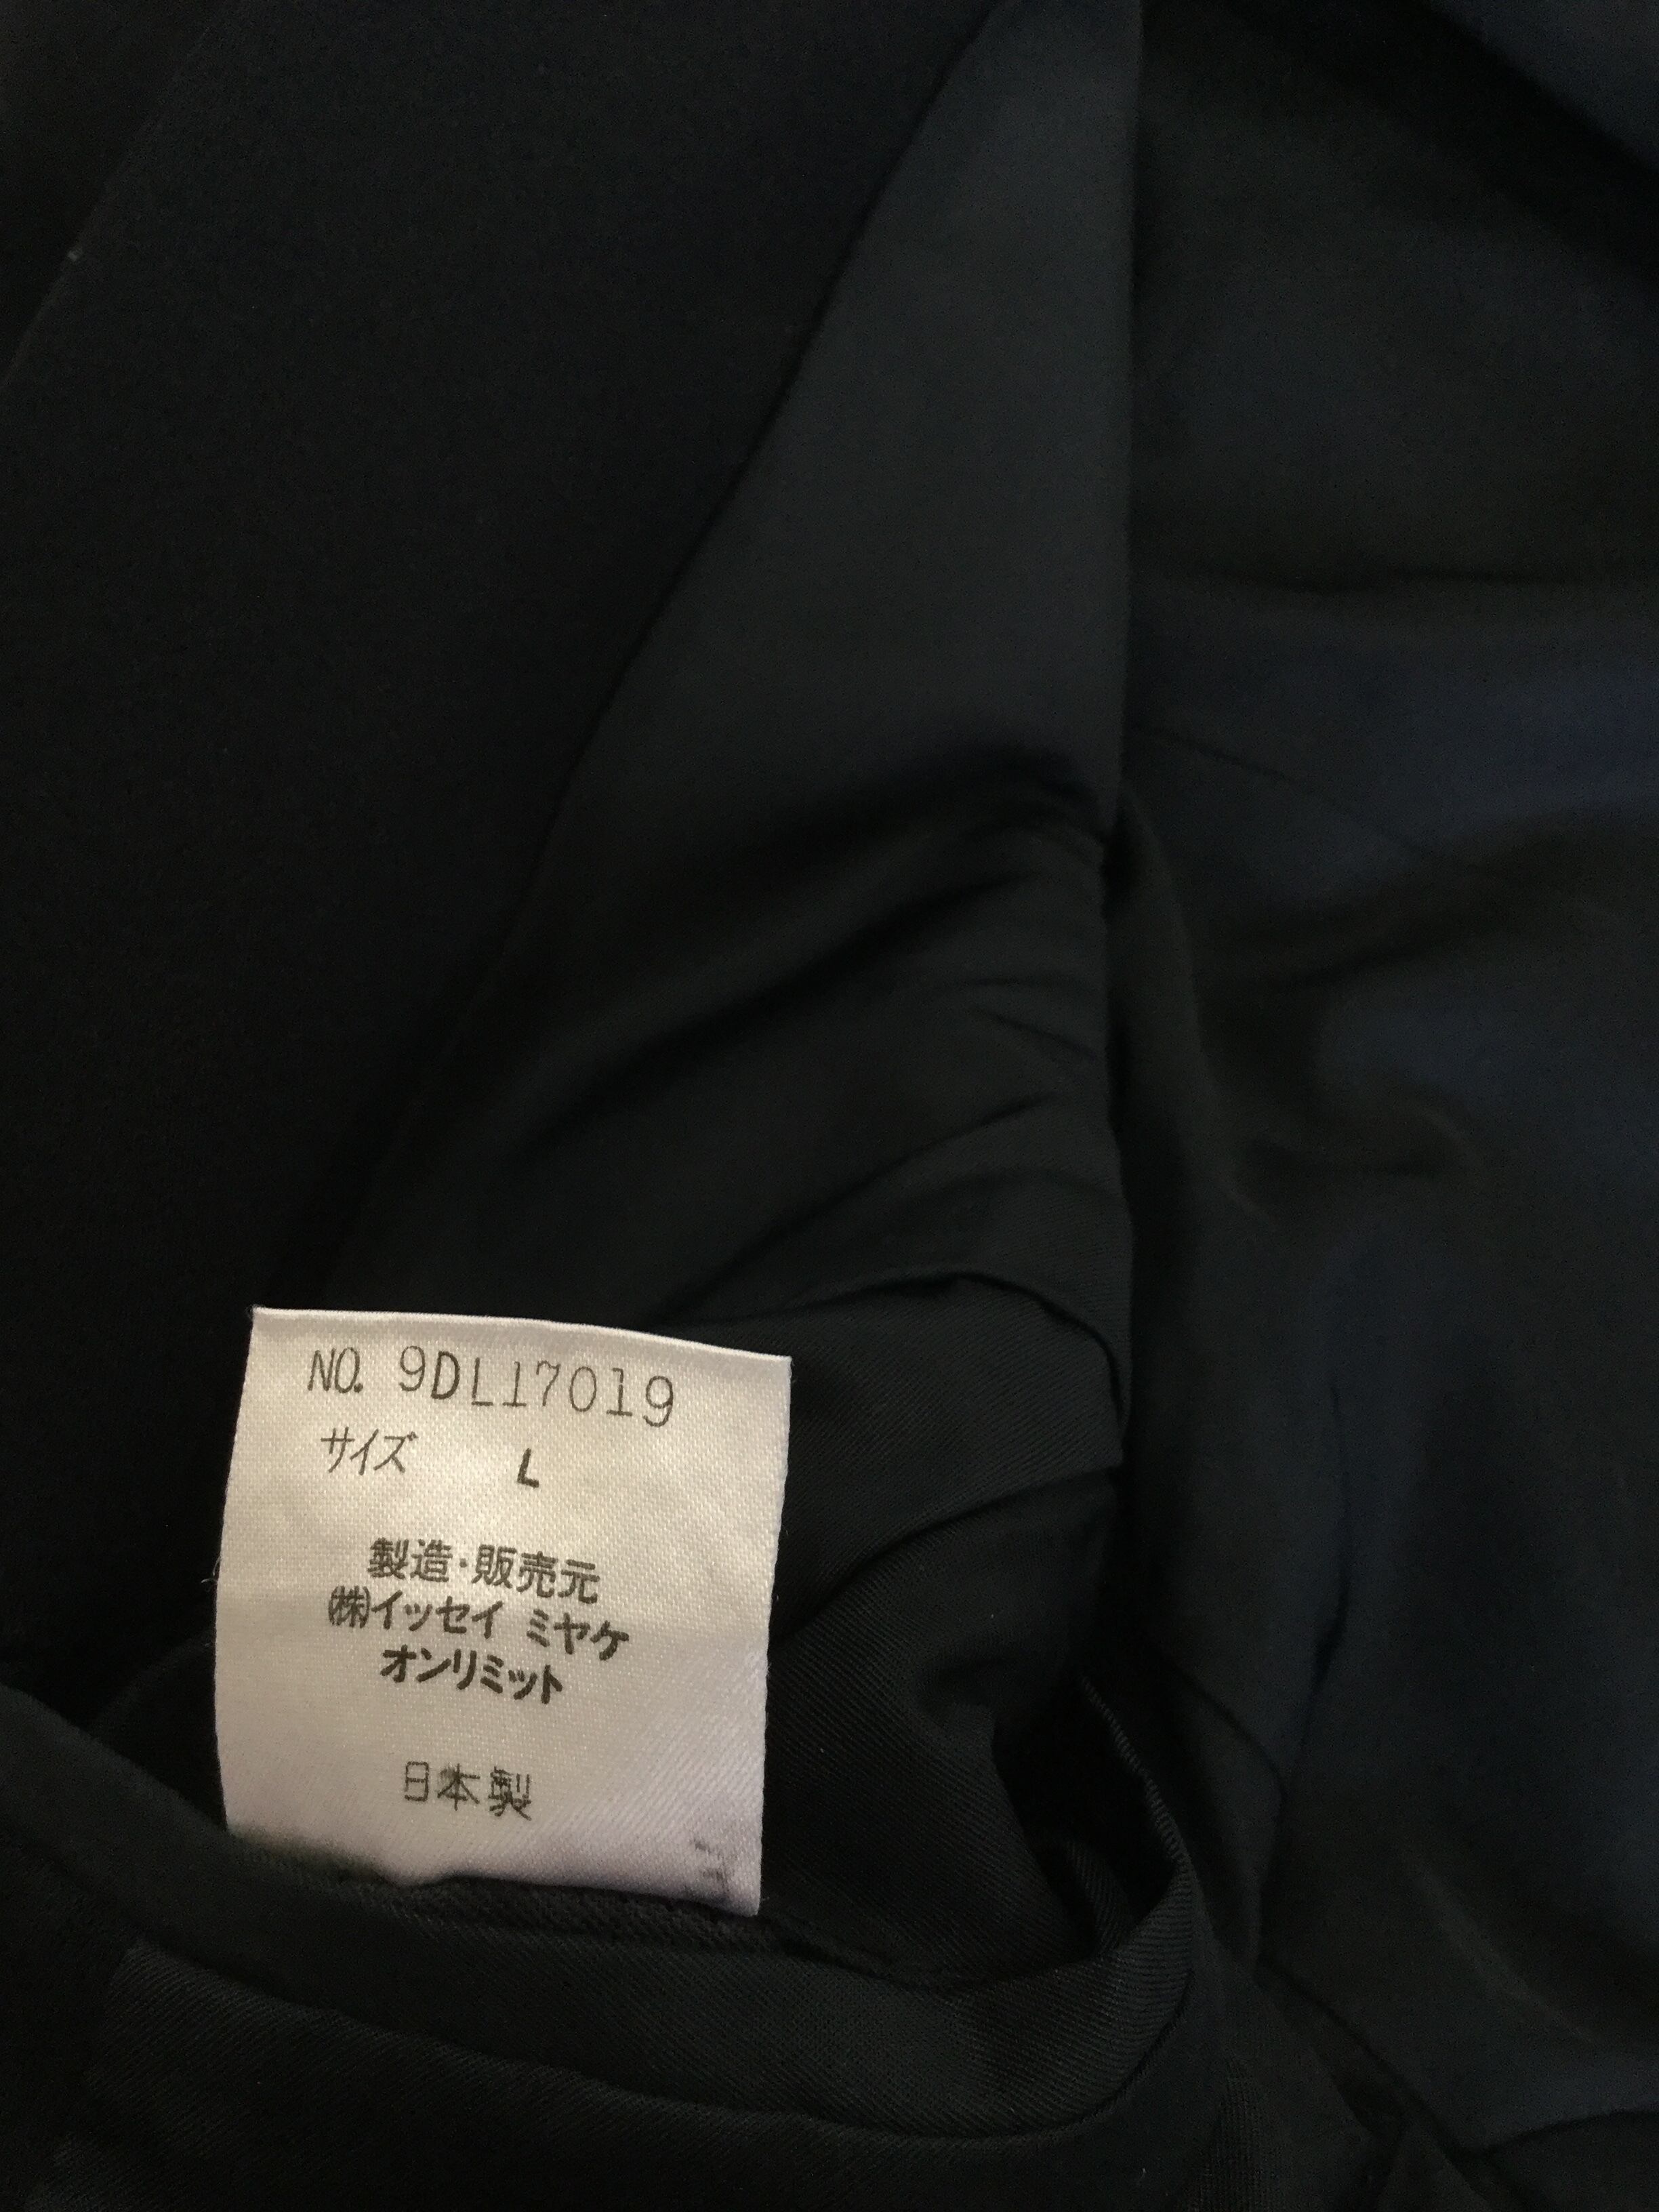 NO. 9DL17019
サイズ L
製造・販売元
㈱イッセイ ミヤケ
オンリミット
日本製